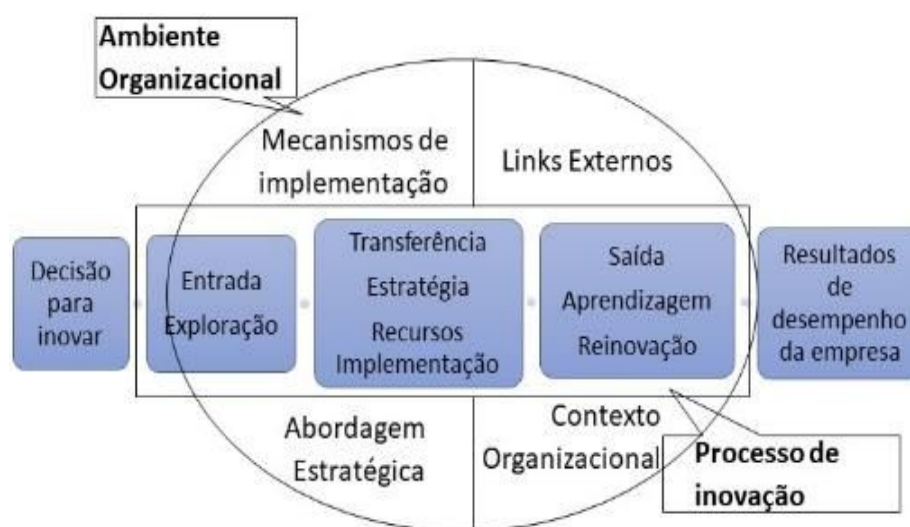 Ambiente
Organizacional
Mecanismos de
implementação
Links Externos
Decisão
para
inovar
Entrada
Exploração
Transferência
Estratégia
Recursos
Implementação
Saída
Aprendizagem
Reinovação
Resultados
de
desempenho
da empresa
Abordagem
Estratégica
Contexto
Organizacional
Processo de
inovação